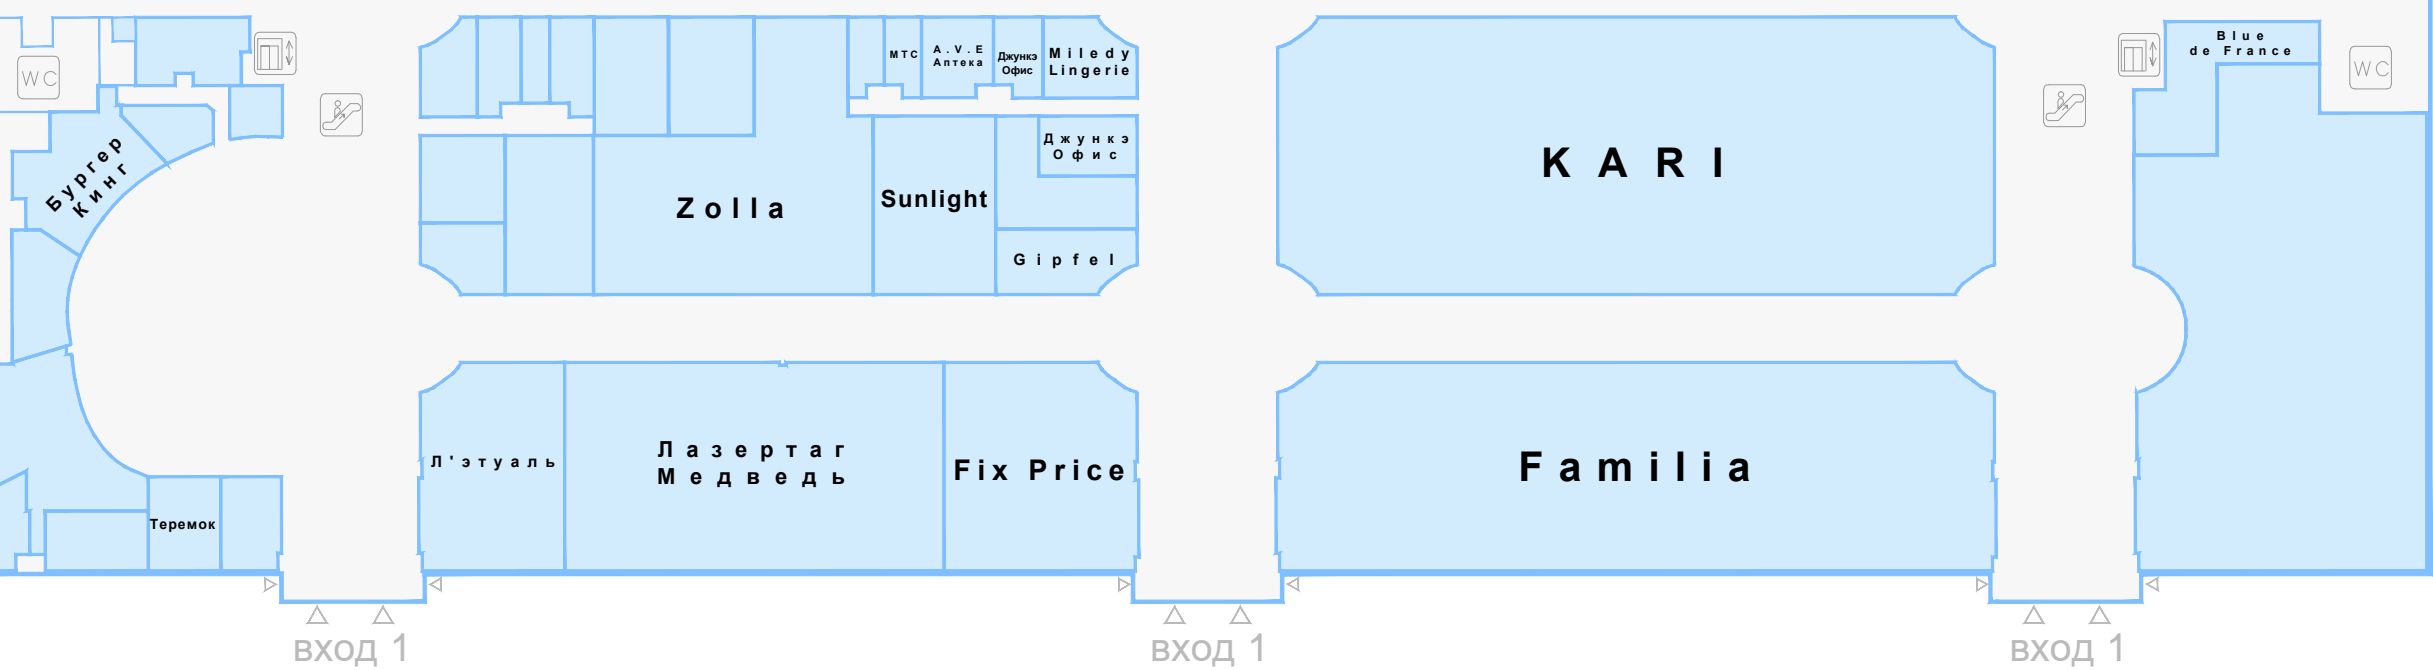 WC
Бургер
Кинг
МТС
A.V.E
Аптека
Джункэ
Офис
Miledy
Lingerie
Джункэ
Офис
Zolla
Sunlight
Gipfel
KARI
Blue
de France
WC
Л'этуаль
Лазертаг
Медведь
Fix Price
Familia
Теремок
вход 1
вход 1
вход 1